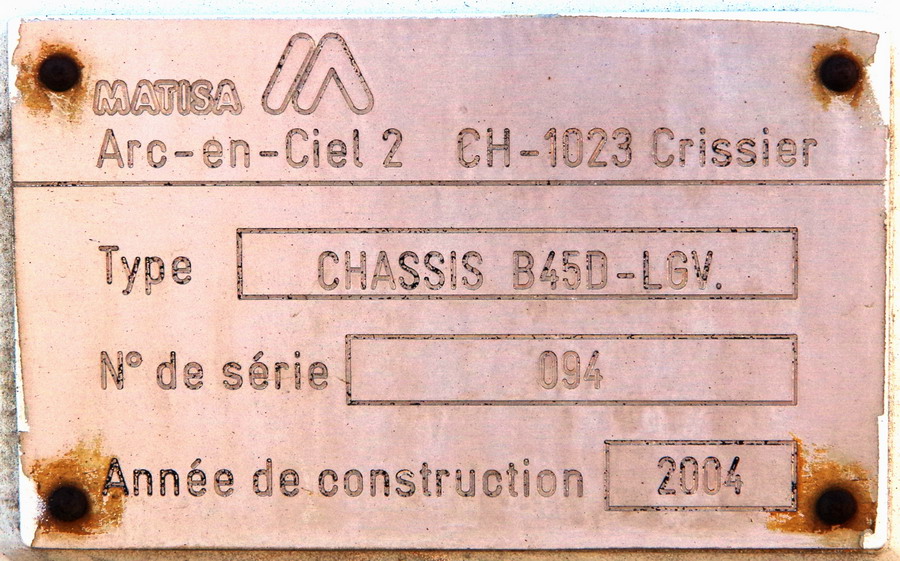 MATISA
Arc-en-Ciel 2 CH-1023 Crissier
Type CHASSIS B45D-LGV.
N° de série 094
Année de construction 2004